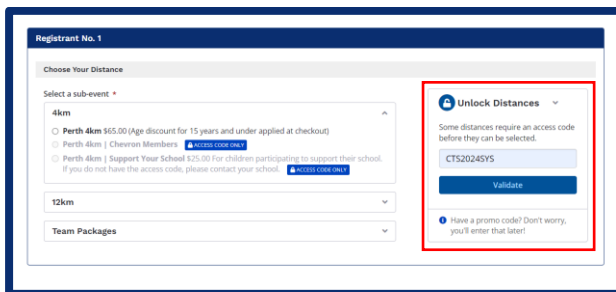 Registrant No. 1
Choose Your Distance
Select a sub-event *
4km
Perth 4km $65.00 (Age discount for 15 years and under applied at checkout)
Perth 4km | Chevron Members ACCESS CODE ONLY
Perth 4km | Support Your School $25.00 For children participating to support their school.
If you do not have the access code, please contact your school. ACCESS CODE ONLY
12km
Team Packages
Unlock Distances
Some distances require an access code
before they can be selected.
CTS2024SYS
Validate
Have a promo code? Don't worry,
you'll enter that later!